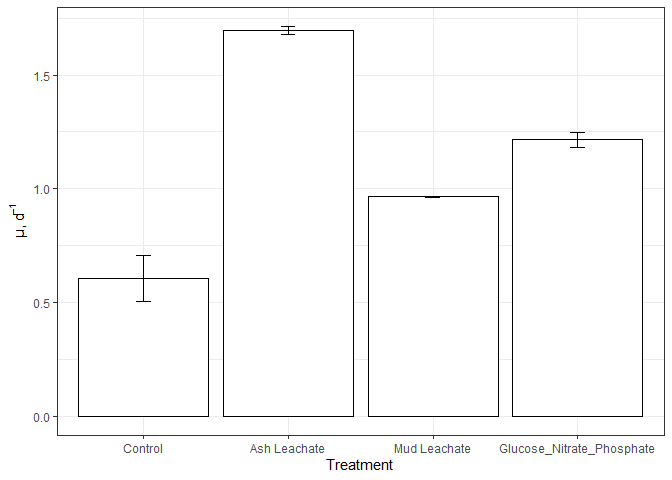 1.5
1.0
0.5
0.0
μ, d⁻¹
Control Ash Leachate Mud Leachate Glucose_Nitrate_Phosphate
Treatment